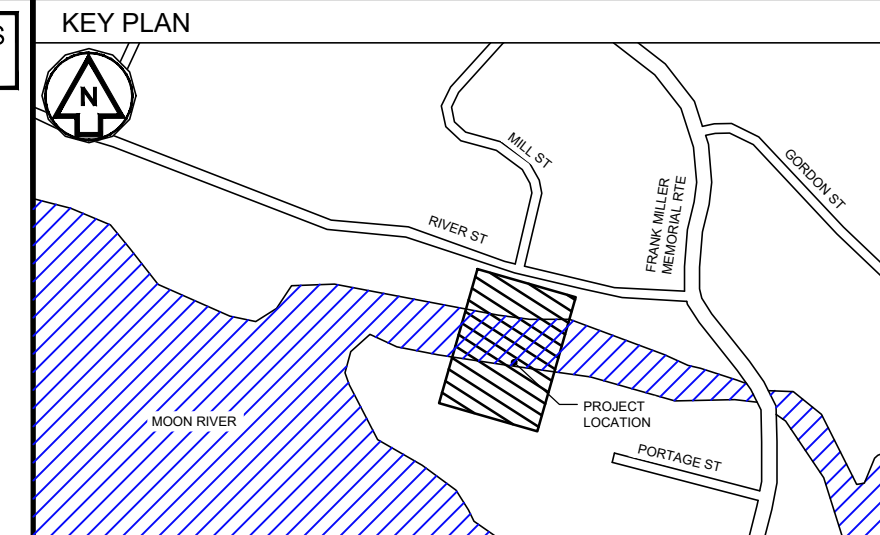 S
KEY PLAN
N
MILL ST
GORDON ST
FRANK MILLER
MEMORIAL RTE
RIVER ST
MOON RIVER
PROJECT
LOCATION
PORTAGE ST